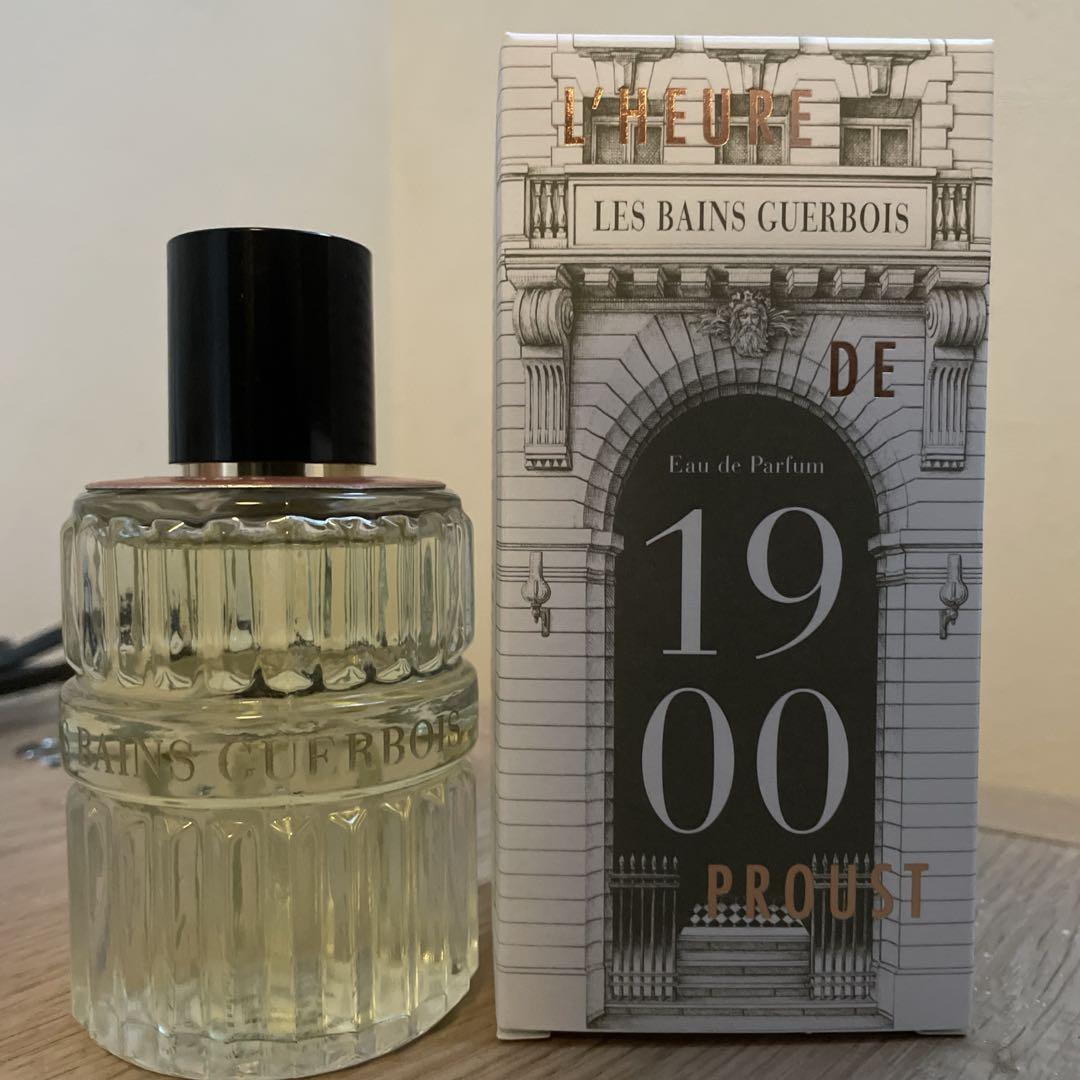 L'HEURE
LES BAINS GUERBOIS
DE
Eau de Parfum
19
00
PROUST
BAINS GUERBOIS